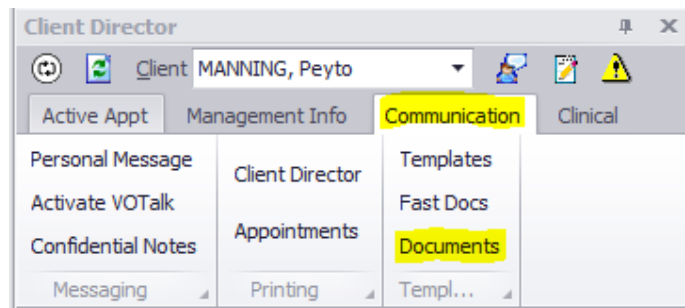 Client Director
Client MANNING, Peyto
Active Appt Management Info Communication Clinical
Personal Message
Activate VOTalk
Confidential Notes
Messaging
Client Director
Appointments
Printing
Templates
Fast Docs
Documents
Templ...